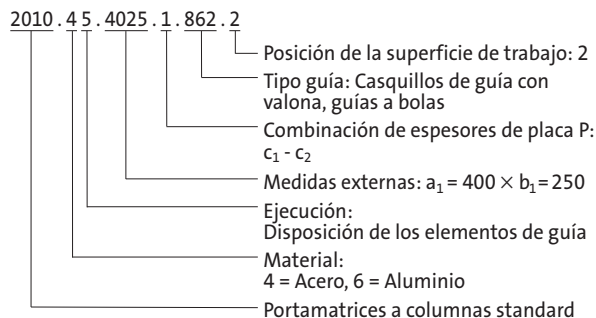 2010.45.4025.1.862.2
Posición de la superficie de trabajo: 2
Tipo guía: Casquillos de guía con
valona, guías a bolas
Combinación de espesores de placa P:
c₁ - c₂
Medidas externas: a₁ = 400 × b₁ = 250
Ejecución:
Disposición de los elementos de guía
Material:
4 = Acero, 6 = Aluminio
Portamatrices a columnas standard